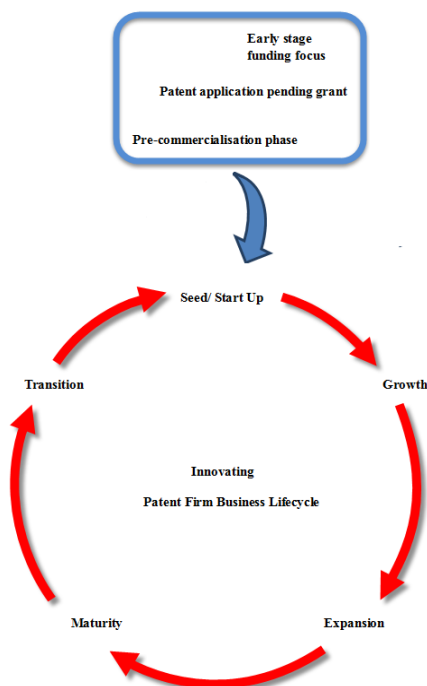 Early stage
funding focus
Patent application pending grant
Pre-commercialisation phase
Seed/ Start Up
Transition
Growth
Innovating
Patent Firm Business Lifecycle
Maturity
Expansion